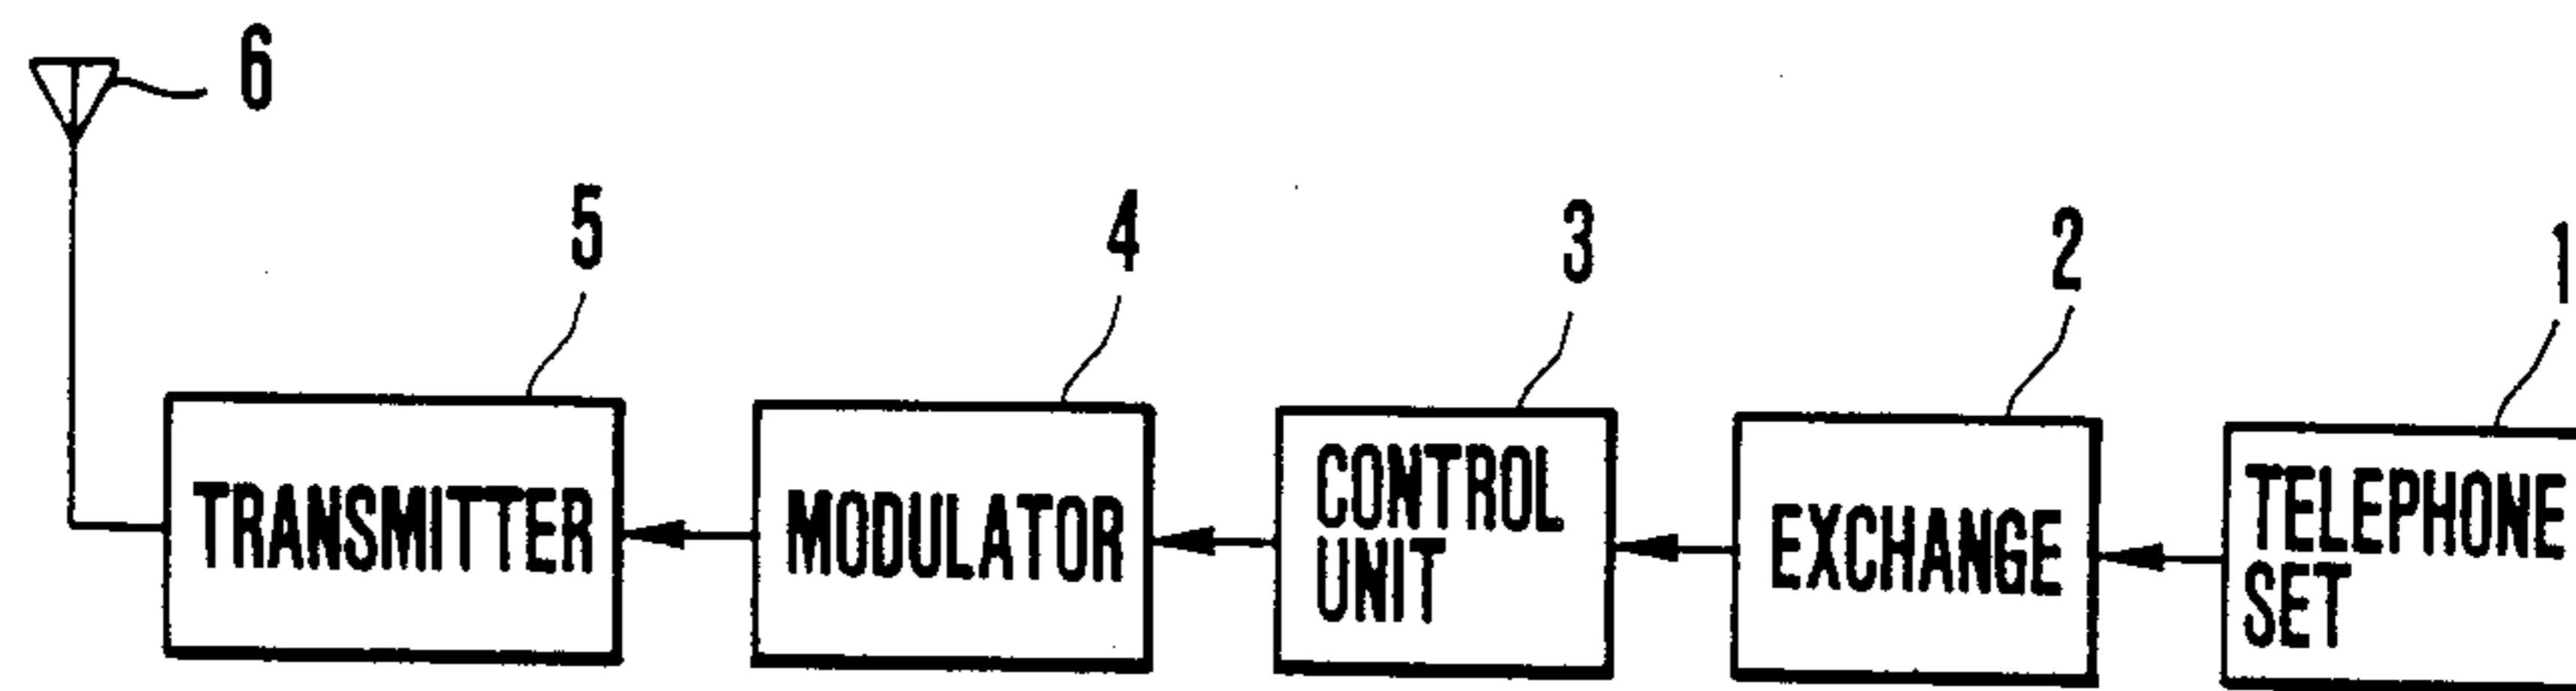 6
5
4
3
2
1
TRANSMITTER
MODULATOR
CONTROL
UNIT
EXCHANGE
TELEPHONE
SET